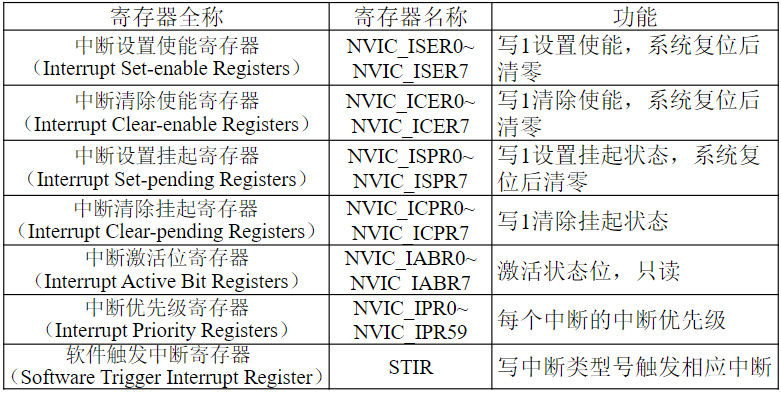 寄存器全称 寄存器名称 功能
中断设置使能寄存器
（Interrupt Set-enable Registers）
NVIC_ISER0~
NVIC_ISER7
写1设置使能，系统复位后
清零
中断清除使能寄存器
（Interrupt Clear-enable Registers）
NVIC_ICER0~
NVIC_ICER7
写1清除使能，系统复位后
清零
中断设置挂起寄存器
（Interrupt Set-pending Registers）
NVIC_ISPR0~
NVIC_ISPR7
写1设置挂起状态，系统复
位后清零
中断清除挂起寄存器
（Interrupt Clear-pending Registers）
NVIC_ICPR0~
NVIC_ICPR7
写1清除挂起状态
中断激活位寄存器
（Interrupt Active Bit Registers）
NVIC_IABR0~
NVIC_IABR7
激活状态位，只读
中断优先级寄存器
（Interrupt Priority Registers）
NVIC_IPR0~
NVIC_IPR59
每个中断的中断优先级
软件触发中断寄存器
（Software Trigger Interrupt Register）
STIR
写中断类型号触发相应中断